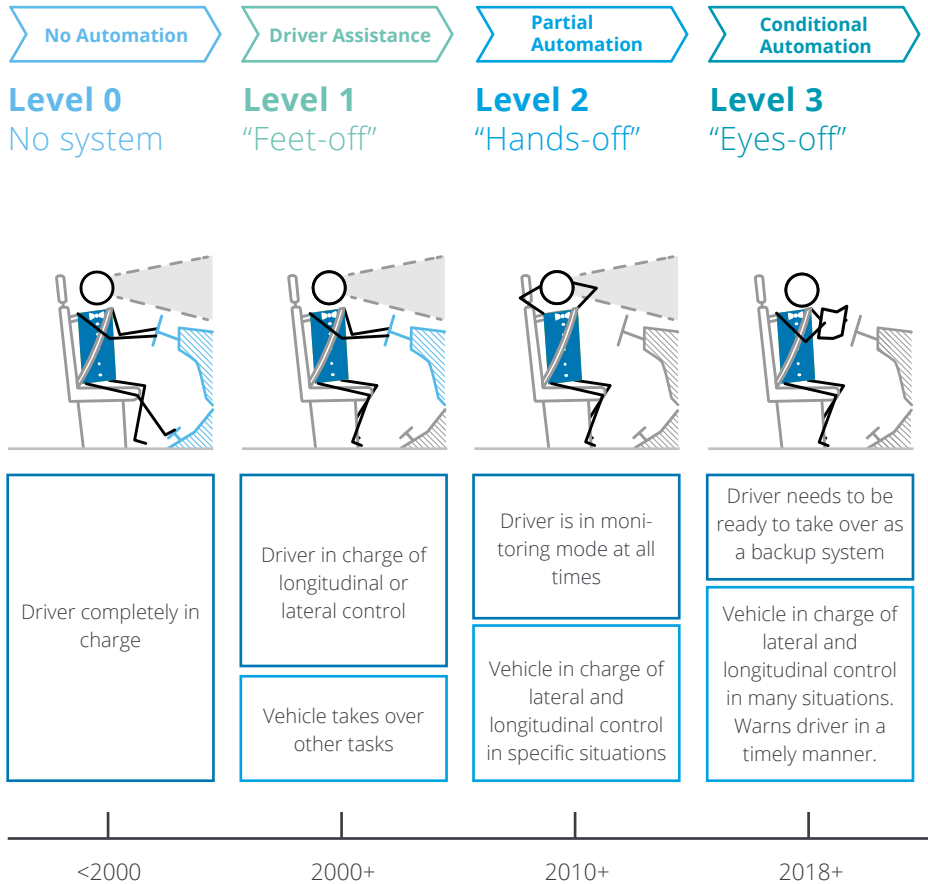 No Automation
Level 0
No system
Driver completely in
charge
<2000
Driver Assistance
Level 1
“Feet-off”
Driver in charge of
longitudinal or
lateral control
Vehicle takes over
other tasks
2000+
Partial
Automation
Level 2
“Hands-off”
Driver is in moni-
toring mode at all
times
Vehicle in charge of
lateral and
longitudinal control
in specific situations
2010+
Conditional
Automation
Level 3
“Eyes-off”
Driver needs to be
ready to take over as
a backup system
Vehicle in charge of
lateral and
longitudinal control
in many situations.
Warns driver in a
timely manner.
2018+